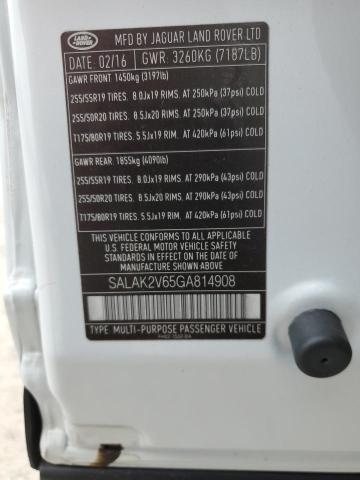 LAND ROVER
MFD BY JAGUAR LAND ROVER LTD
DATE: 02/16 GWR: 3260KG (7187LB)
GAWR FRONT 1450kg (3197lb)
255/55R19 TIRES. 8.0Jx19 RIMS. AT 250kPa (37psi) COLD
255/50R20 TIRES. 8.5Jx20 RIMS. AT 250kPa (37psi) COLD
T175/80R19 TIRES. 5.5Jx19 RIM. AT 420kPa (61psi) COLD
GAWR REAR. 1855kg (4090lb)
255/55R19 TIRES. 8.0Jx19 RIMS. AT 290kPa (43psi) COLD
255/50R20 TIRES. 8.5Jx20 RIMS. AT 290kPa (43psi) COLD
T175/80R19 TIRES. 5.5Jx19 RIM. AT 420kPa (61psi) COLD
THIS VEHICLE CONFORMS TO ALL APPLICABLE
U.S. FEDERAL MOTOR VEHICLE SAFETY
STANDARDS IN EFFECT ON THE DATE OF
MANUFACTURE SHOWN ABOVE
SALAK2V65GA814908
TYPE: MULTI-PURPOSE PASSENGER VEHICLE